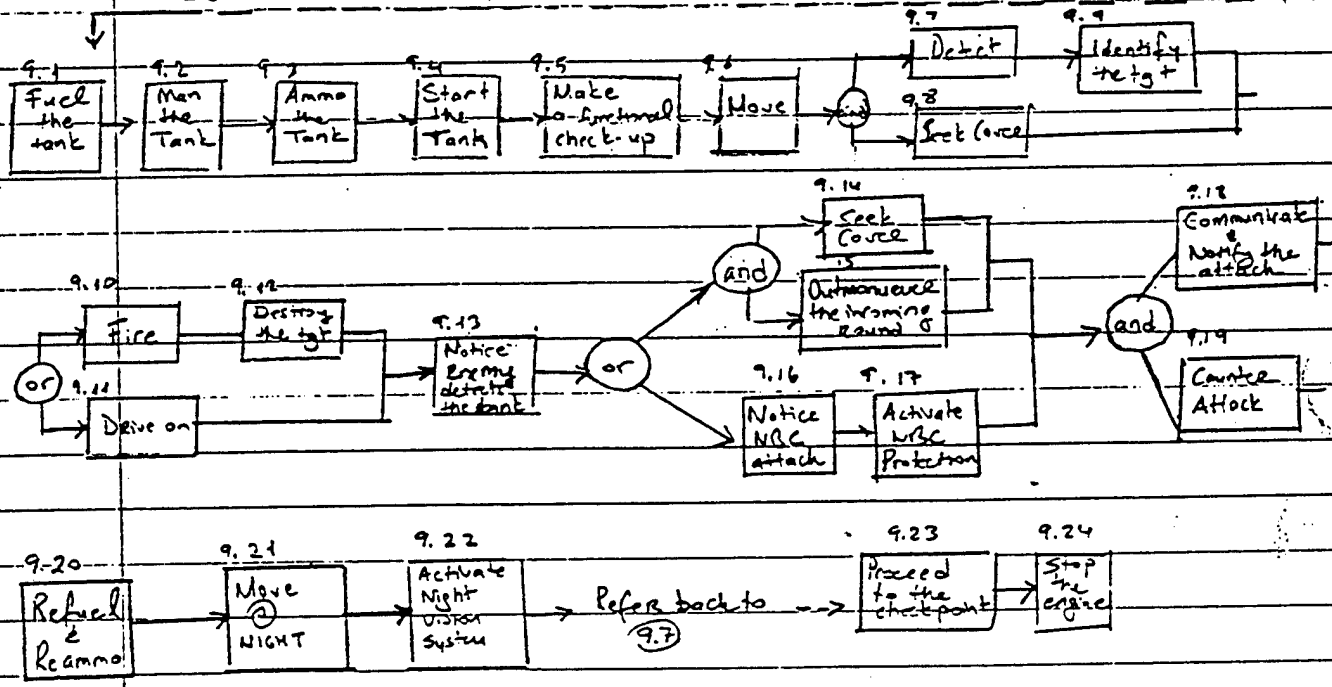 9.1
Fuel
the
tank
9.2
Man
the
Tank
9.3
Ammo
the
Tank
9.4
Start
the
Tank
9.5
Make
a functional
check-up
9.6
Move
and
9.7
Detect
9.9
Identify
the tgt
9.8
Seek Cover
or
9.10
Fire
9.12
Destroy
the tgt
9.11
Drive on
9.13
Notice
Enemy
detects
the tank
or
and
9.14
Seek
Cover
15
Outmaneuver
the incoming
Round
9.16
Notice
NBC
attack
9.17
Activate
NBC
Protection
and
9.18
Communicate
&
Notify the
attack
9.19
Counter
Attack
9.20
Refuel
&
Reammo
9.21
Move
@
NIGHT
9.22
Activate
Night
Vision
System
Refers back to
9.7
9.23
Proceed
to the
checkpoint
9.24
Stop
the
engine